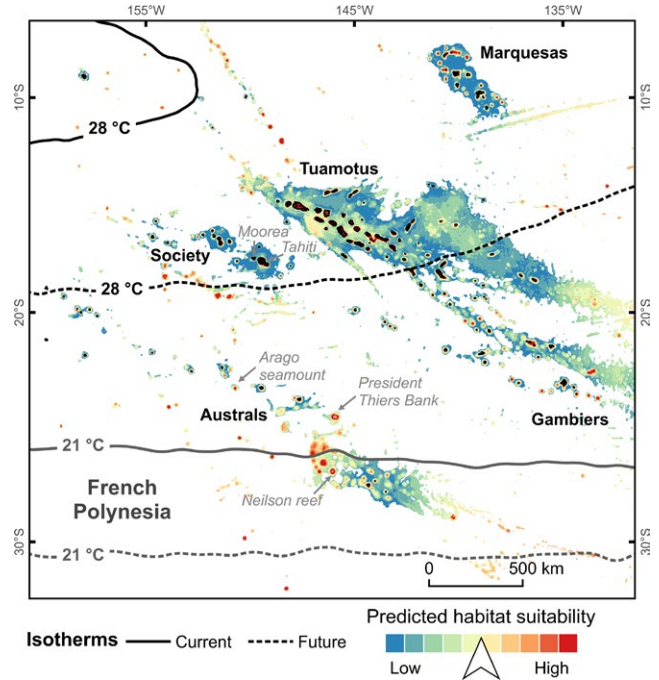 155°W 145°W 135°W
Marquesas
10°S
10°S
28 °C
Tuamotus
Moorea
Tahiti
Society
28 °C
20°S
20°S
Arago
seamount
President
Thiers Bank
Australs
Gambiers
21 °C
French
Polynesia
Neilson reef
21 °C
30°S
30°S
0 500 km
Predicted habitat suitability
Isotherms Current Future
Low High